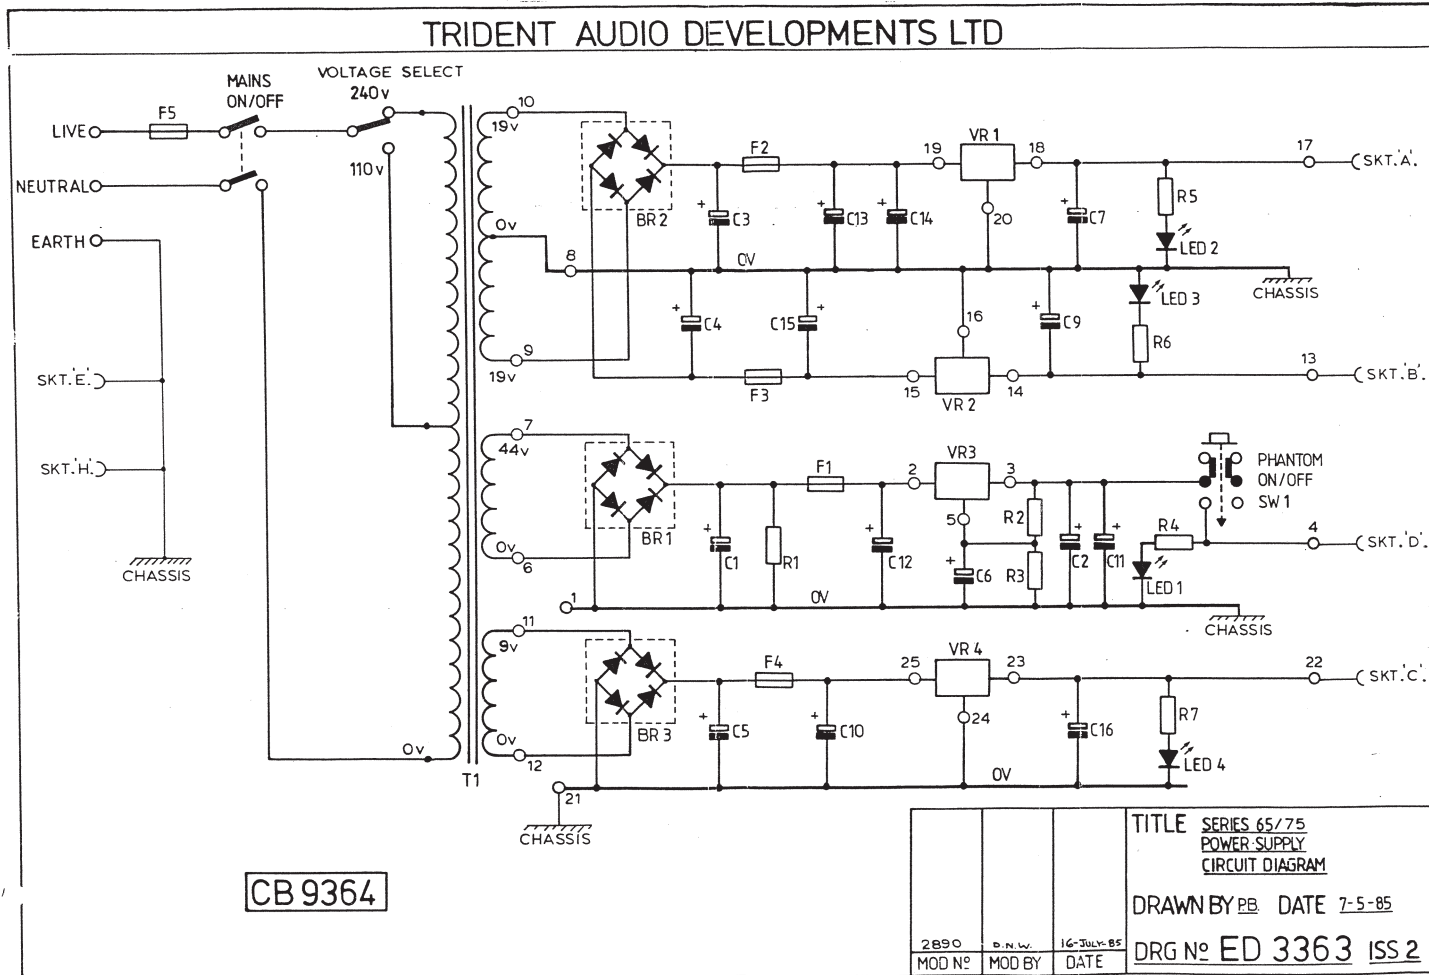 TRIDENT AUDIO DEVELOPMENTS LTD
VOLTAGE SELECT
MAINS
ON/OFF
240v
F5
LIVE
110v
NEUTRAL
EARTH
SKT.'E'.
SKT.'H'.
CHASSIS
0v
T1
10
19v
0v
8
9
19v
BR2
F2
19
VR1
18
17
SKT.'A'.
+
C3
+
C13
+
C14
20
+
C7
R5
LED 2
0V
CHASSIS
+
C4
C15
+
16
+
C9
LED 3
R6
F3
15
VR 2
14
13
SKT.'B'.
7
44v
0v
6
BR1
F1
2
VR3
3
PHANTOM
ON/OFF
SW1
+
C1
R1
+
C12
5
+
C6
R2
R3
+
C2
+
C11
R4
LED1
4
SKT.'D'.
1
0V
CHASSIS
11
9v
0v
12
BR3
F4
25
VR 4
23
22
SKT.'C'.
+
C5
+
C10
24
+
C16
R7
LED 4
0V
21
CHASSIS
CB 9364
TITLE SERIES 65/75
POWER SUPPLY
CIRCUIT DIAGRAM
DRAWN BY P.B. DATE 7-5-85
2890 D.N.W. 16-JULY-85
MOD Nº MOD BY DATE
DRG Nº ED 3363 ISS 2